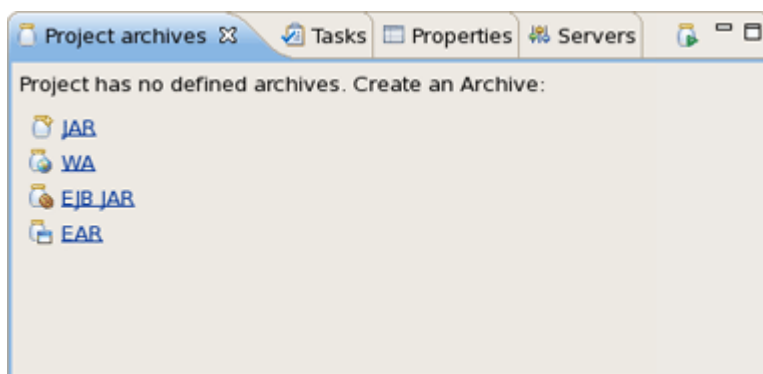 Project archives Tasks Properties Servers
Project has no defined archives. Create an Archive:
JAR
WA
EJB JAR
EAR